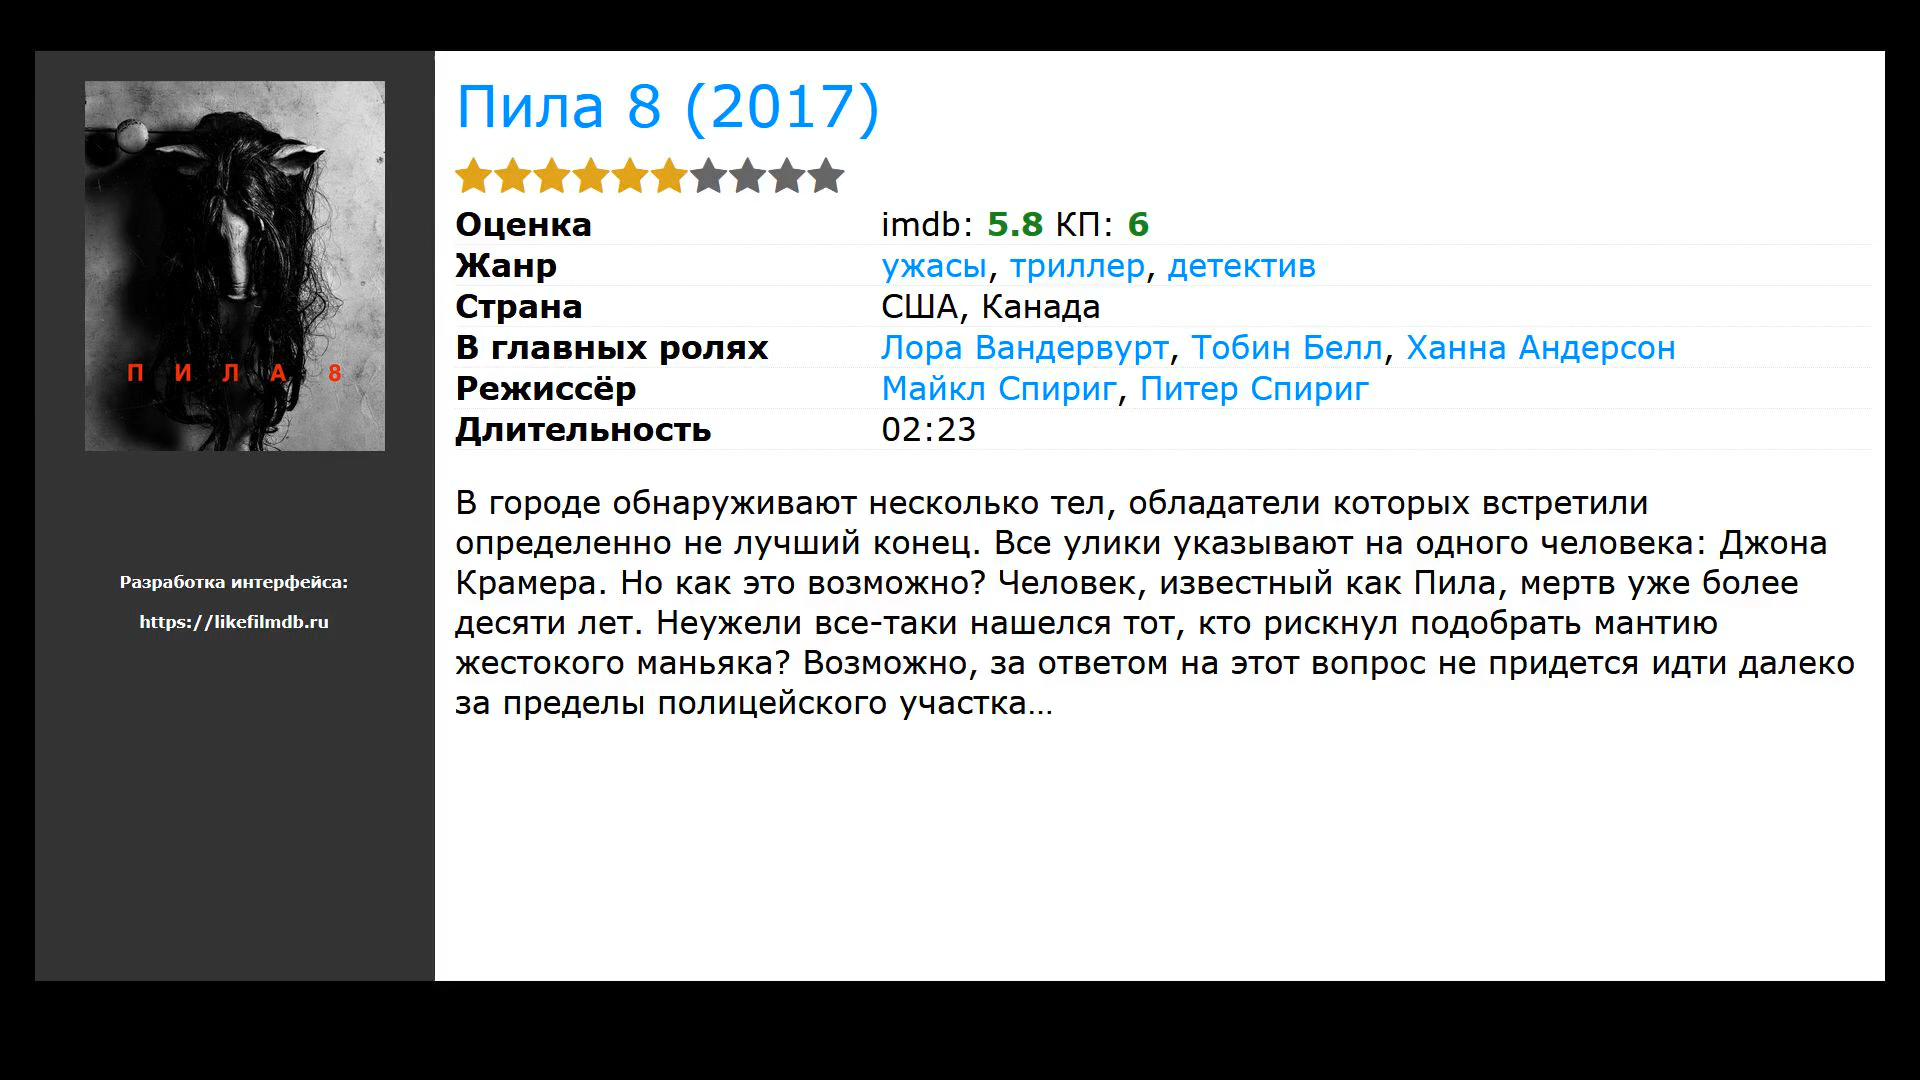 П И Л А 8
Разработка интерфейса:
https://likefilmdb.ru
Пила 8 (2017)
Оценка imdb: 5.8 КП: 6
Жанр ужасы, триллер, детектив
Страна США, Канада
В главных ролях Лора Вандервурт, Тобин Белл, Ханна Андерсон
Режиссёр Майкл Спириг, Питер Спириг
Длительность 02:23
В городе обнаруживают несколько тел, обладатели которых встретили
определенно не лучший конец. Все улики указывают на одного человека: Джона
Крамера. Но как это возможно? Человек, известный как Пила, мертв уже более
десяти лет. Неужели все-таки нашелся тот, кто рискнул подобрать мантию
жестокого маньяка? Возможно, за ответом на этот вопрос не придется идти далеко
за пределы полицейского участка...